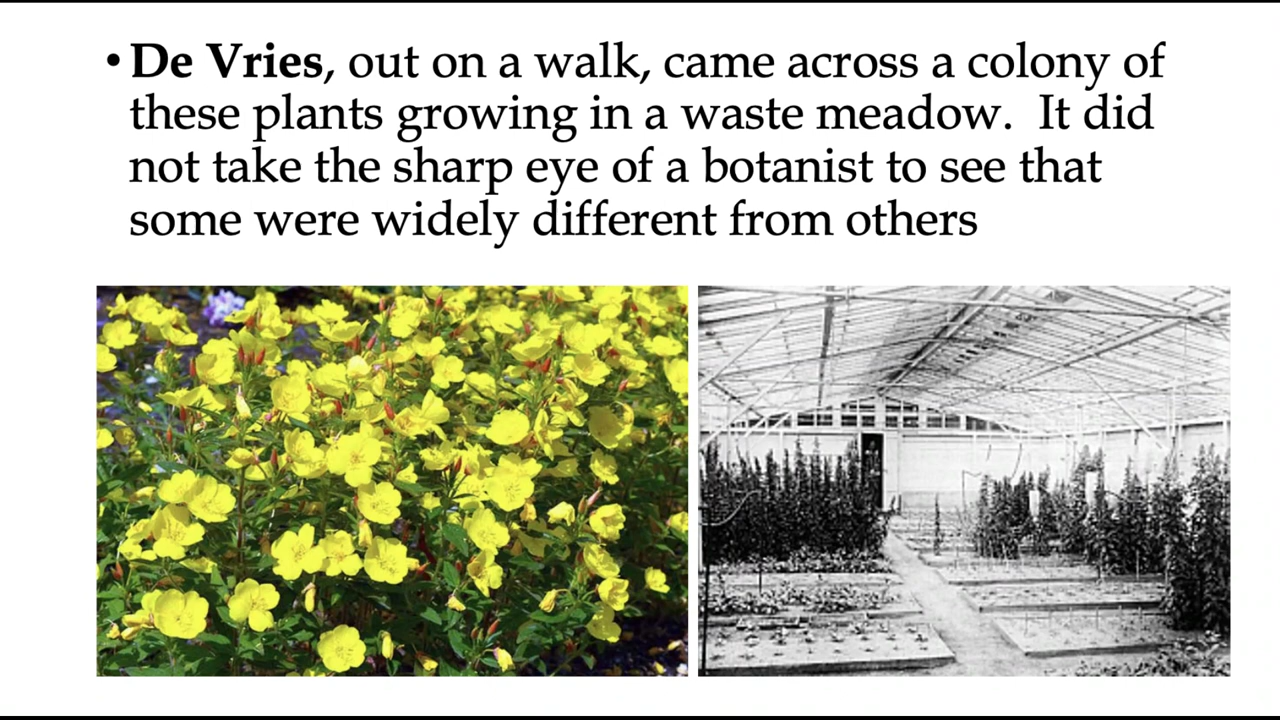 • De Vries, out on a walk, came across a colony of
these plants growing in a waste meadow.  It did
not take the sharp eye of a botanist to see that
some were widely different from others